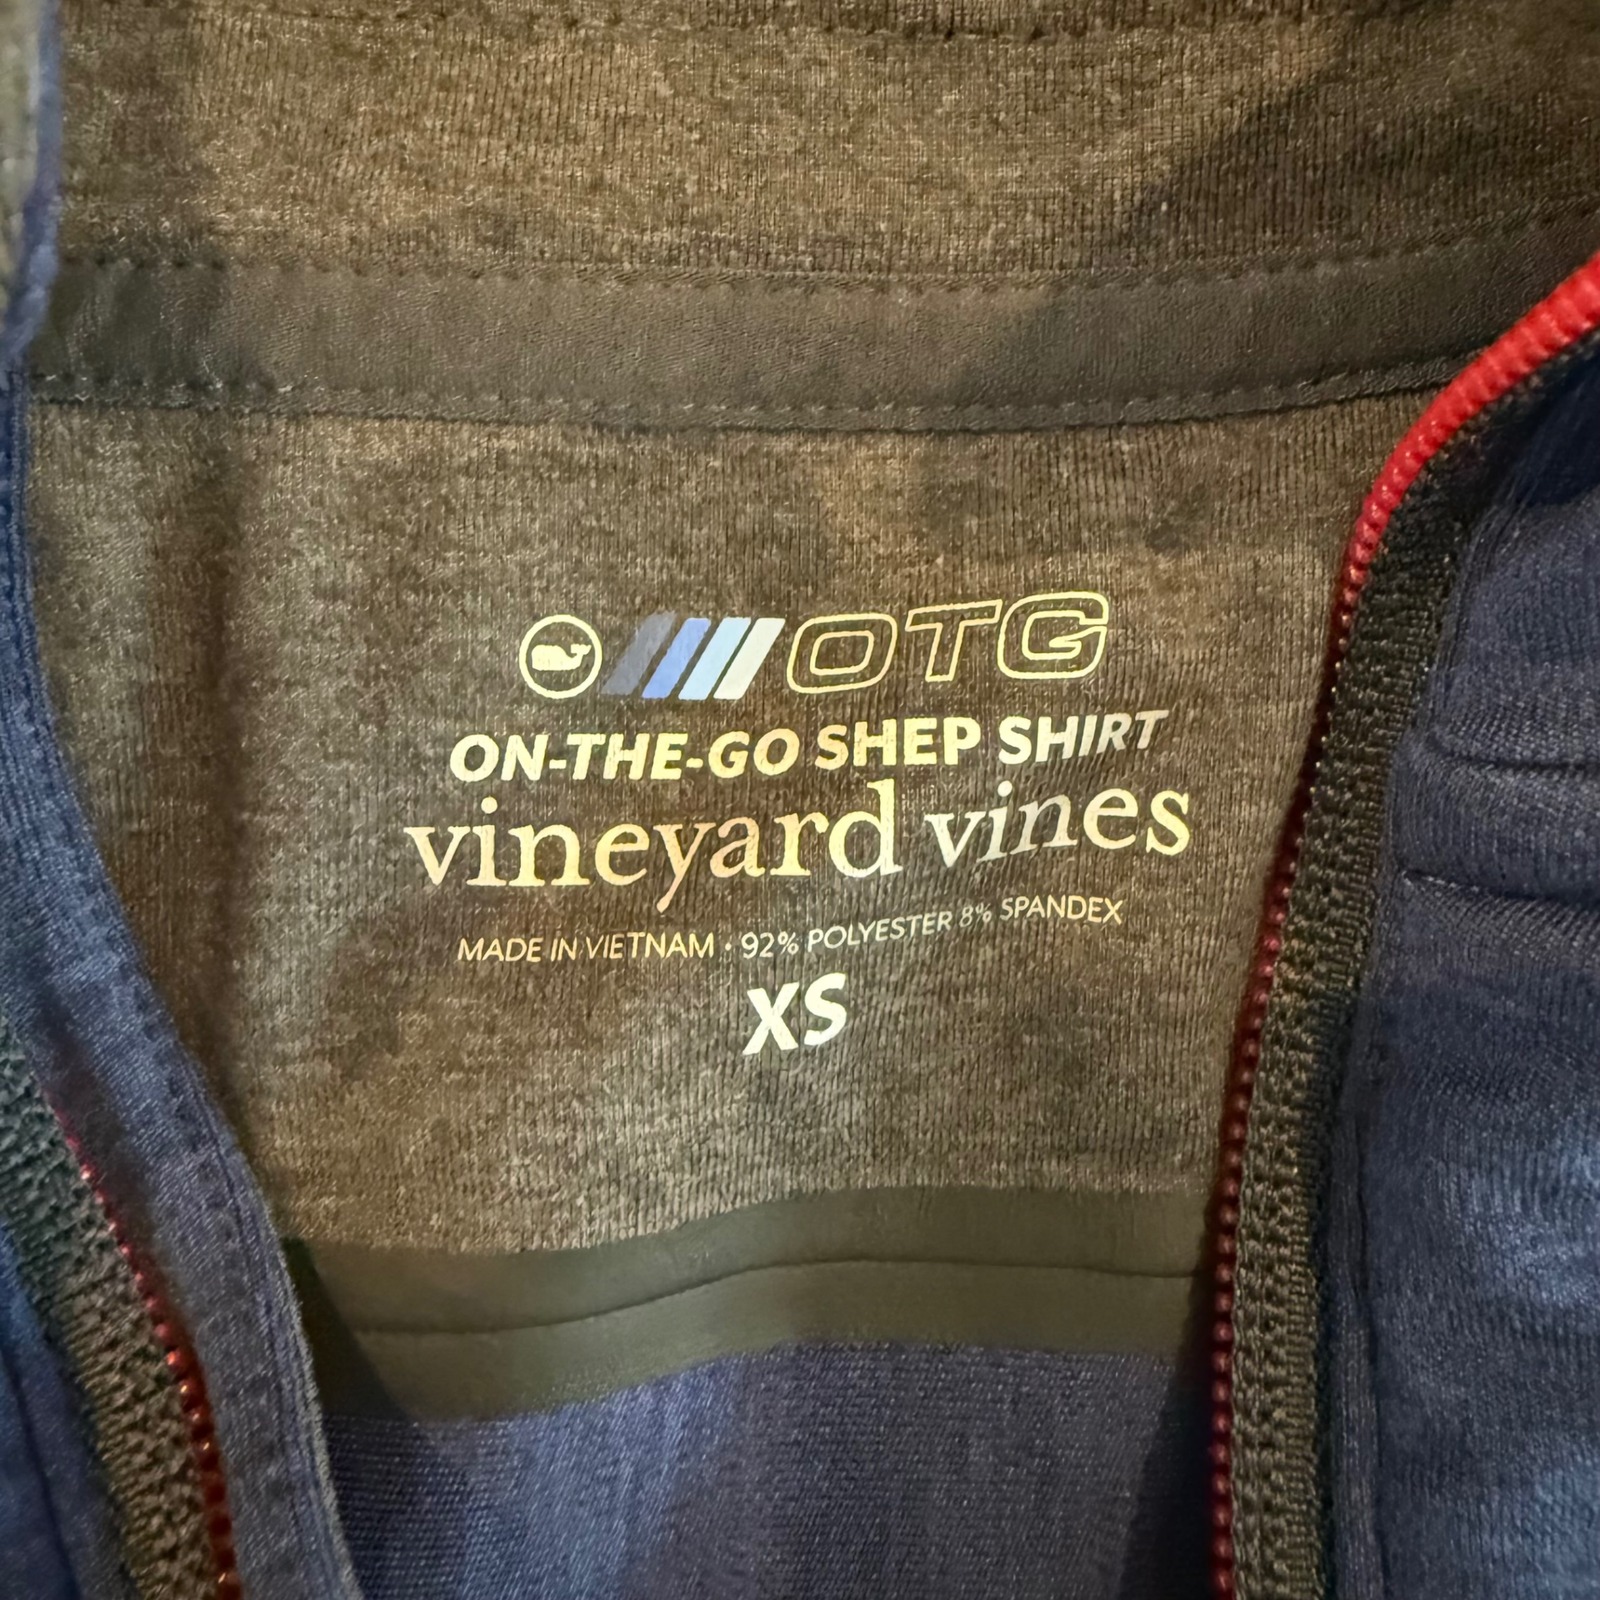 OTG
ON-THE-GO SHEP SHIRT
vineyard vines
MADE IN VIETNAM · 92% POLYESTER 8% SPANDEX
XS